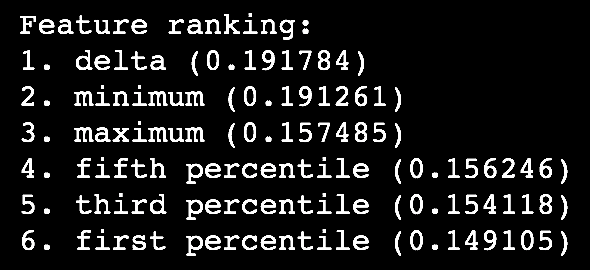 Feature ranking:
1. delta (0.191784)
2. minimum (0.191261)
3. maximum (0.157485)
4. fifth percentile (0.156246)
5. third percentile (0.154118)
6. first percentile (0.149105)